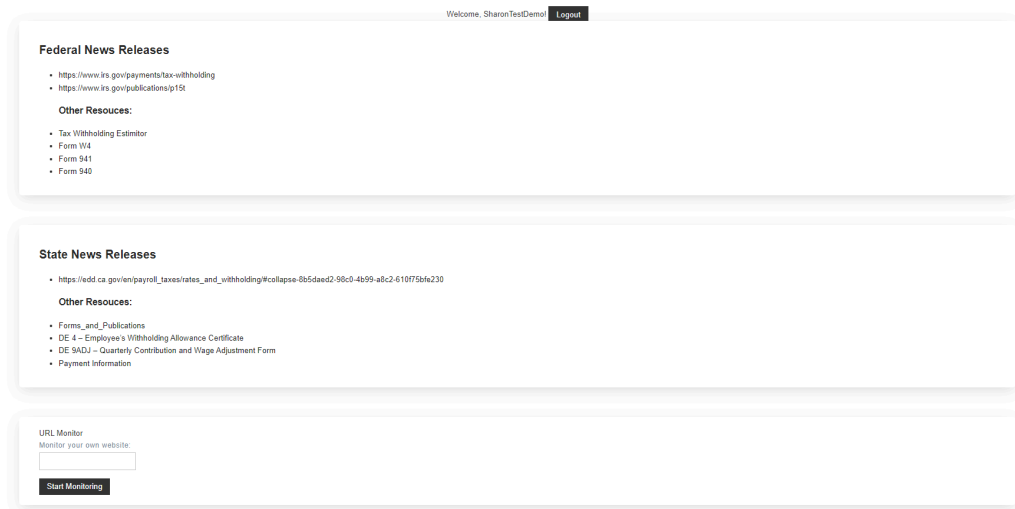 Welcome, SharonTestDemo! Logout
Federal News Releases
https://www.irs.gov/payments/tax-withholding
https://www.irs.gov/publications/p15t
Other Resouces:
Tax Withholding Estimitor
Form W4
Form 941
Form 940
State News Releases
https://edd.ca.gov/en/payroll_taxes/rates_and_withholding/#collapse-8b5daed2-98c0-4b99-a8c2-610f75bfe230
Other Resouces:
Forms_and_Publications
DE 4 – Employee's Withholding Allowance Certificate
DE 9ADJ – Quarterly Contribution and Wage Adjustment Form
Payment Information
URL Monitor
Monitor your own website:
Start Monitoring